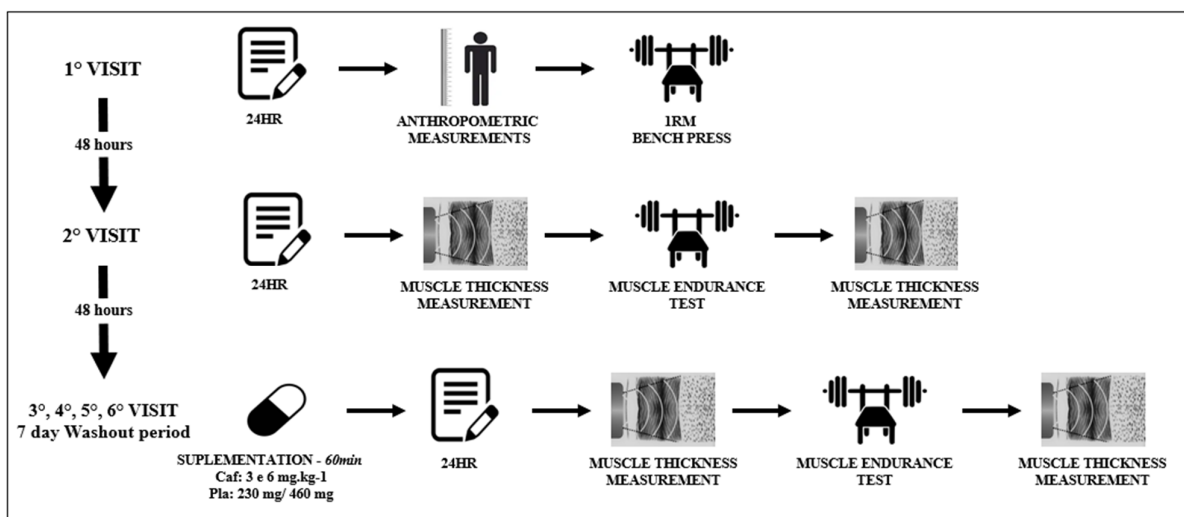 1° VISIT
24HR
ANTHROPOMETRIC
MEASUREMENTS
1RM
BENCH PRESS
48 hours
2° VISIT
24HR
MUSCLE THICKNESS
MEASUREMENT
MUSCLE ENDURANCE
TEST
MUSCLE THICKNESS
MEASUREMENT
48 hours
3°, 4°, 5°, 6° VISIT
7 day Washout period
SUPLEMENTATION - 60min
Caf: 3 e 6 mg.kg-1
Pla: 230 mg/ 460 mg
24HR
MUSCLE THICKNESS
MEASUREMENT
MUSCLE ENDURANCE
TEST
MUSCLE THICKNESS
MEASUREMENT